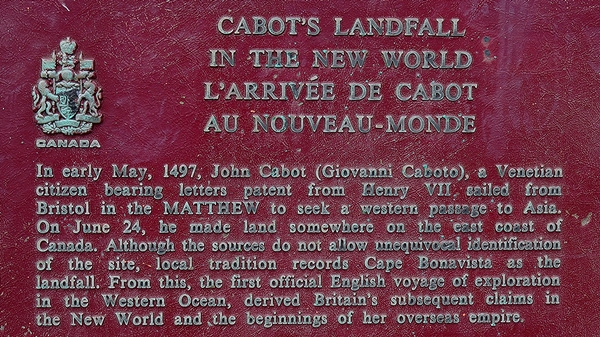 CABOT'S LANDFALL
IN THE NEW WORLD
L'ARRIVÉE DE CABOT
AU NOUVEAU-MONDE
CANADA
In early May, 1497, John Cabot (Giovanni Caboto), a Venetian
citizen bearing letters patent from Henry VII sailed from
Bristol in the MATTHEW to seek a western passage to Asia.
On June 24, he made land somewhere on the east coast of
Canada. Although the sources do not allow unequivocal identification
of the site, local tradition records Cape Bonavista as the
landfall. From this, the first official English voyage of exploration
in the Western Ocean, derived Britain's subsequent claims in
the New World and the beginnings of her overseas empire.